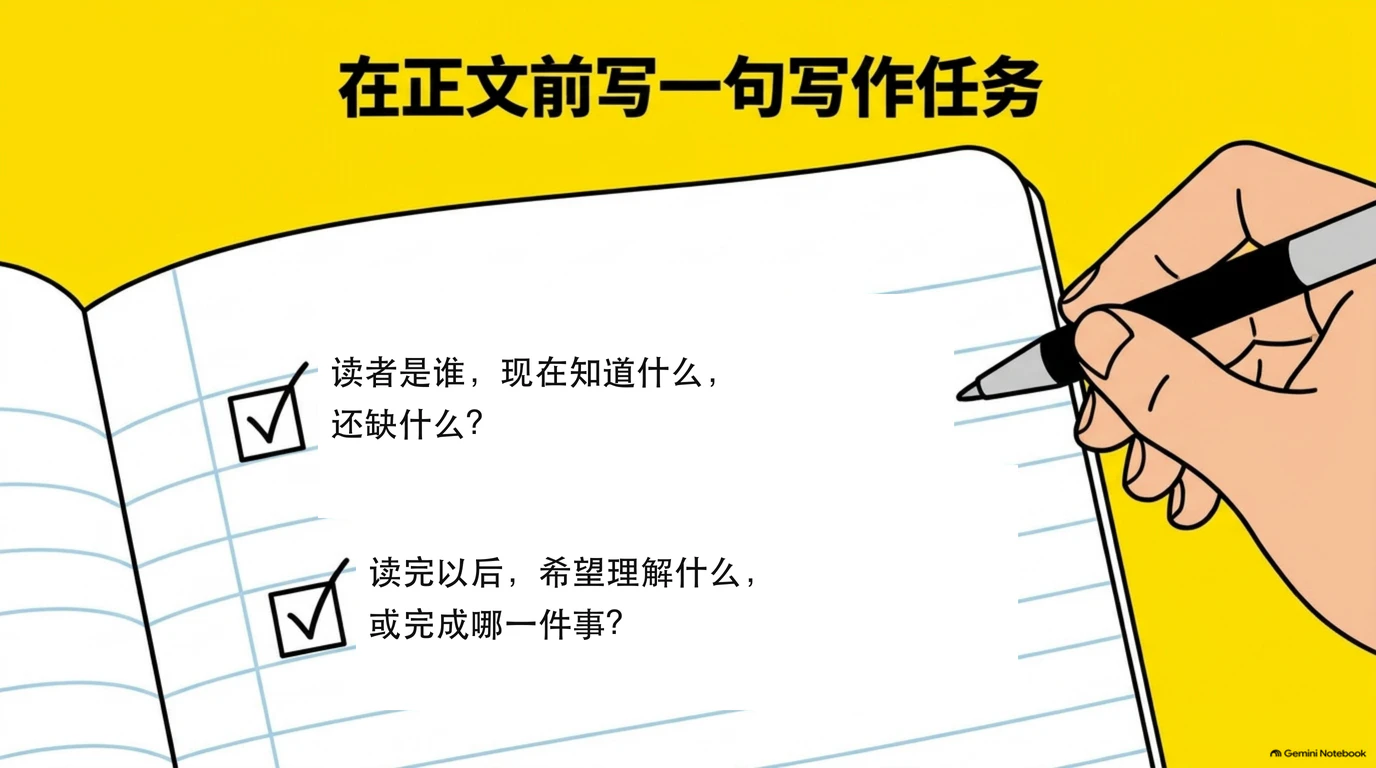 在正文前写一句写作任务
读者是谁，现在知道什么，
还缺什么？
读完以后，希望理解什么，
或完成哪一件事？
Gemini Notebook